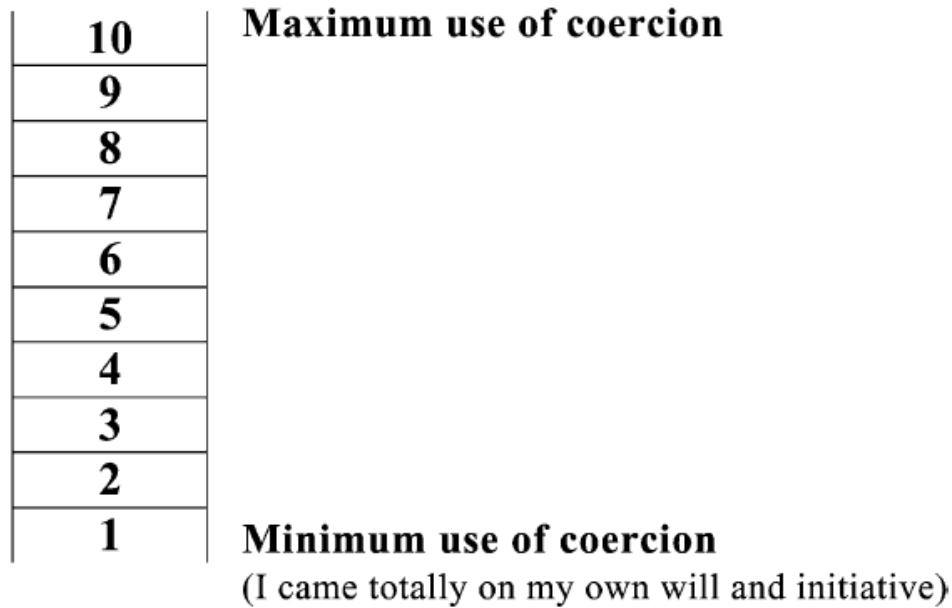 10 Maximum use of coercion
9
8
7
6
5
4
3
2
1 Minimum use of coercion
(I came totally on my own will and initiative)